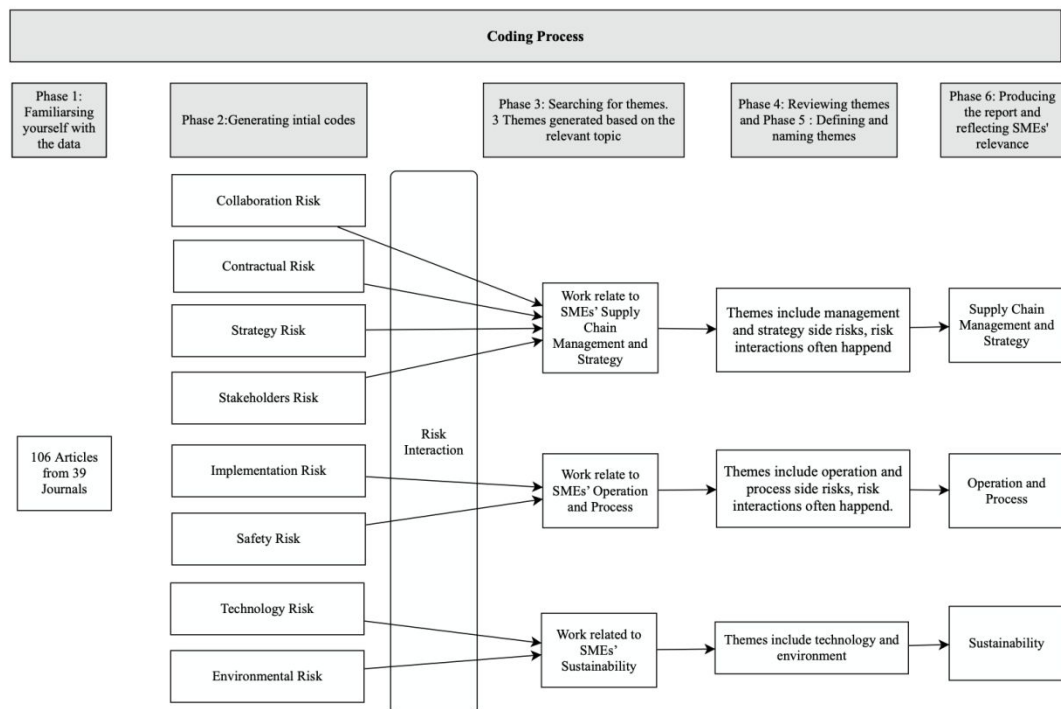 Coding Process
Phase 1:
Familiarsing
yourself with
the data
Phase 2:Generating intial codes
Phase 3: Searching for themes.
3 Themes generated based on the
relevant topic
Phase 4: Reviewing themes
and Phase 5 : Defining and
naming themes
Phase 6: Producing
the report and
reflecting SMEs'
relevance
106 Articles
from 39
Journals
Collaboration Risk
Contractual Risk
Strategy Risk
Stakeholders Risk
Implementation Risk
Safety Risk
Technology Risk
Environmental Risk
Risk
Interaction
Work relate to
SMEs' Supply
Chain
Management and
Strategy
Work relate to
SMEs' Operation
and Process
Work related to
SMEs'
Sustainability
Themes include management
and strategy side risks, risk
interactions often happend
Themes include operation and
process side risks, risk
interactions often happend.
Themes include technology and
environment
Supply Chain
Management and
Strategy
Operation and
Process
Sustainability